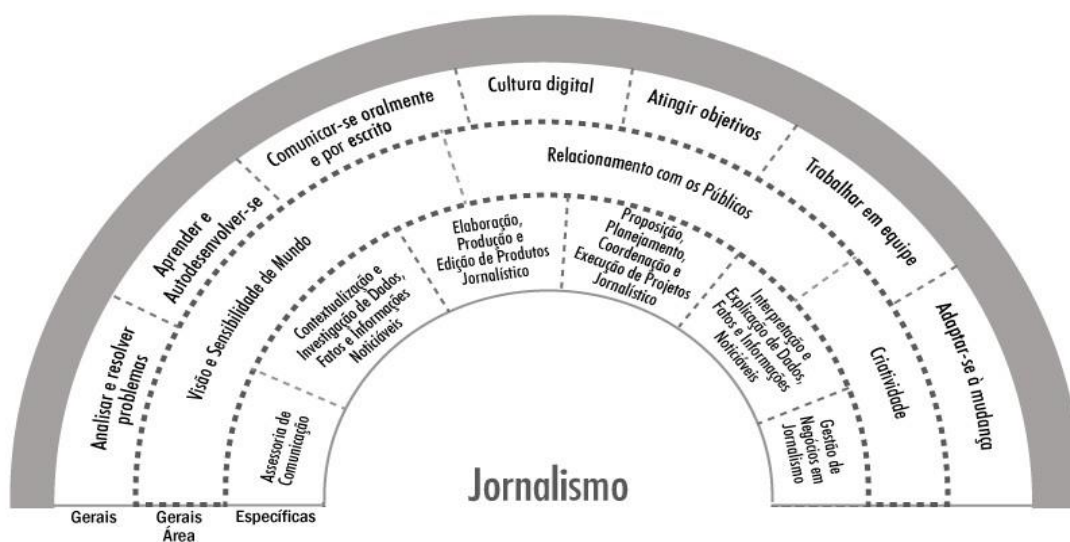 Analisar e resolver
problemas
Aprender e
Autodesenvolver-se
Comunicar-se oralmente
e por escrito
Cultura digital
Atingir objetivos
Trabalhar em equipe
Adaptar-se à mudança
Visão e Sensibilidade de Mundo
Relacionamento com os Públicos
Criatividade
Assessoria de
Comunicação
Contextualização e
Investigação de Dados,
Fatos e Informações
Noticiáveis
Elaboração,
Produção e
Edição de Produtos
Jornalístico
Proposição,
Planejamento,
Coordenação e
Execução de Projetos
Jornalístico
Interpretação e
Explicação de Dados,
Fatos e Informações
Noticiáveis
Gestão de
Negócios em
Jornalismo
Jornalismo
Gerais
Gerais
Área
Específicas